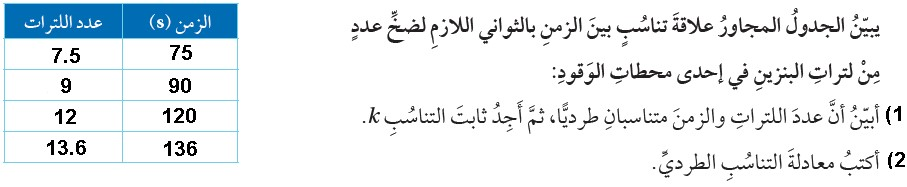 يبيّنُ الجدولُ المجاورُ علاقةَ تناسُبٍ بينَ الزمنِ بالثواني اللازمِ لضخِّ عددٍ
مِنْ لتراتِ البنزينِ في إحدى محطاتِ الوَقودِ:
(1 أبيّنُ أنَّ عددَ اللتراتِ والزمنَ متناسبانِ طرديًّا، ثمَّ أَجِدُ ثابتَ التناسُبِ k.
(2 أكتبُ معادلةَ التناسُبِ الطرديِّ.
الزمن (s) عدد اللترات
75 7.5
90 9
120 12
136 13.6